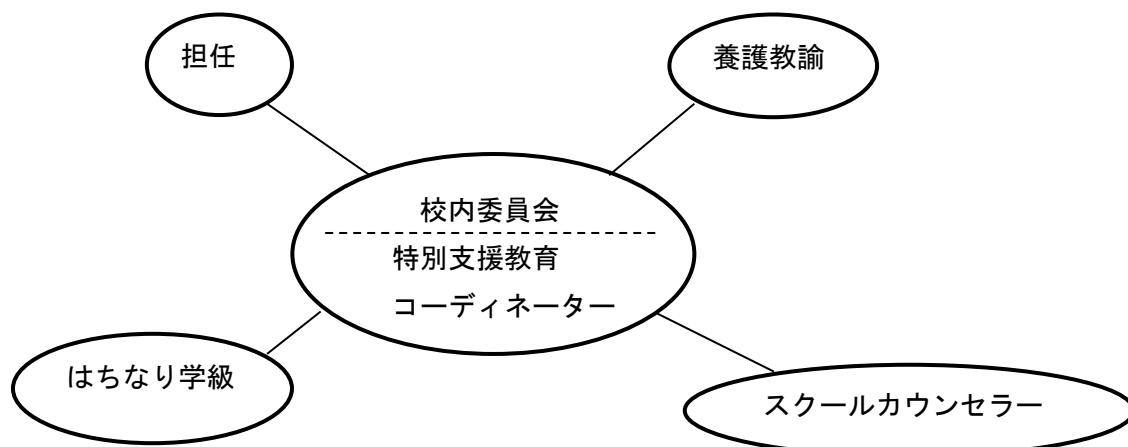 担任
養護教諭
校内委員会
特別支援教育
コーディネーター
はちなり学級
スクールカウンセラー